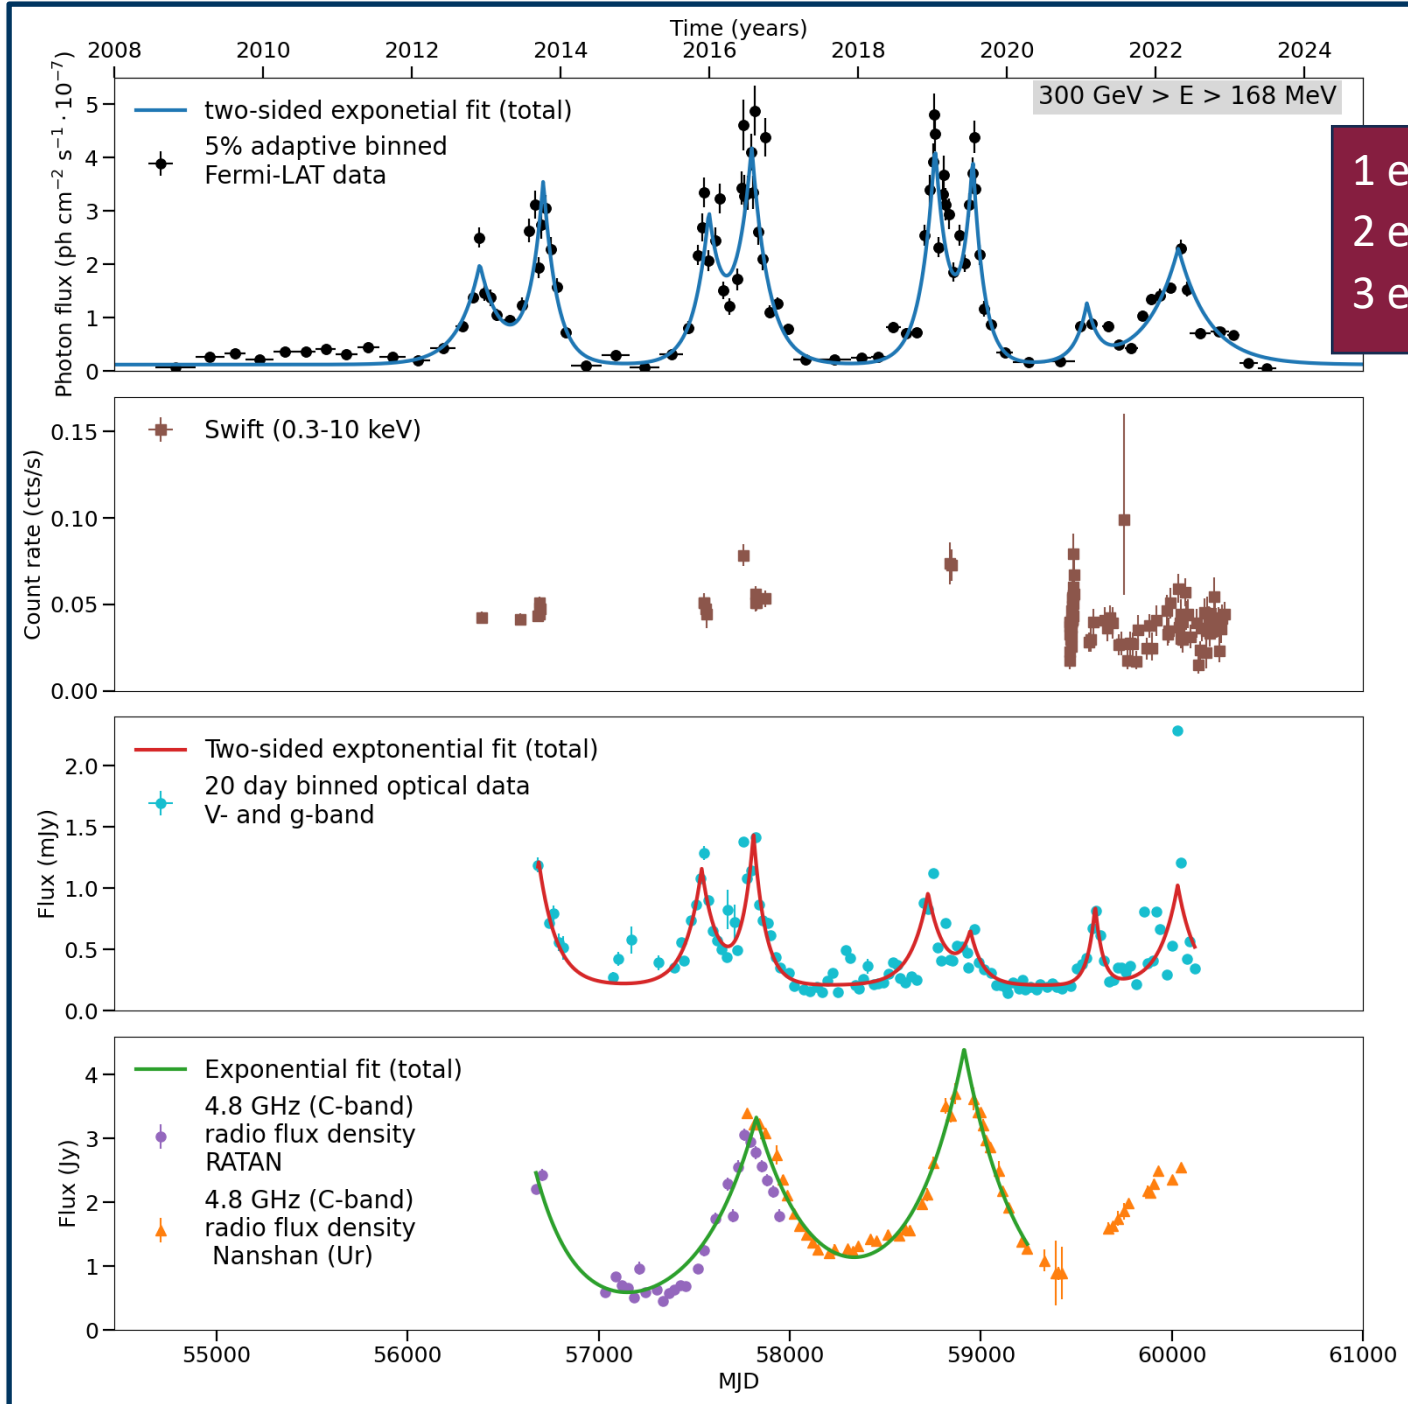 Time (years)
2008 2010 2012 2014 2016 2018 2020 2022 2024
Photon flux (ph cm⁻² s⁻¹ · 10⁻⁷)
5
4
3
2
1
0
two-sided exponetial fit (total)
5% adaptive binned
Fermi-LAT data
300 GeV > E > 168 MeV
1 e
2 e
3 e
Count rate (cts/s)
0.15
0.10
0.05
0.00
Swift (0.3-10 keV)
Flux (mJy)
2.0
1.5
1.0
0.5
0.0
Two-sided exptonential fit (total)
20 day binned optical data
V- and g-band
Flux (Jy)
4
3
2
1
0
Exponential fit (total)
4.8 GHz (C-band)
radio flux density
RATAN
4.8 GHz (C-band)
radio flux density
Nanshan (Ur)
55000 56000 57000 58000 59000 60000 61000
MJD